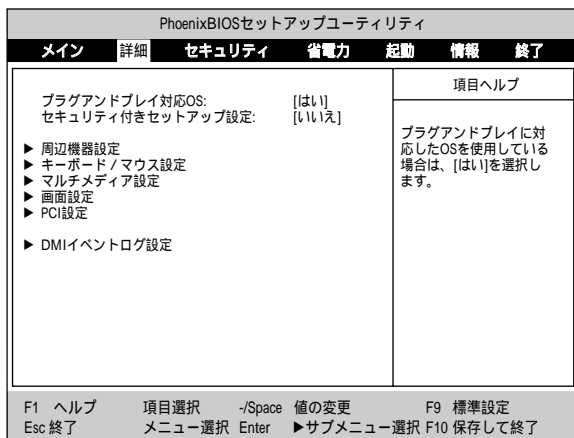 PhoenixBIOSセットアップユーティリティ
メイン 詳細 セキュリティ 省電力 起動 情報 終了
プラグアンドプレイ対応OS: [はい]
セキュリティ付きセットアップ設定: [いいえ]
▶ 周辺機器設定
▶ キーボード / マウス設定
▶ マルチメディア設定
▶ 画面設定
▶ PCI設定
▶ DMIイベントログ設定
項目ヘルプ
プラグアンドプレイに対
応したOSを使用している
場合は、[はい]を選択し
ます。
F1 ヘルプ 項目選択 -/Space 値の変更 F9 標準設定
Esc 終了 メニュー選択 Enter ▶サブメニュー選択 F10 保存して終了